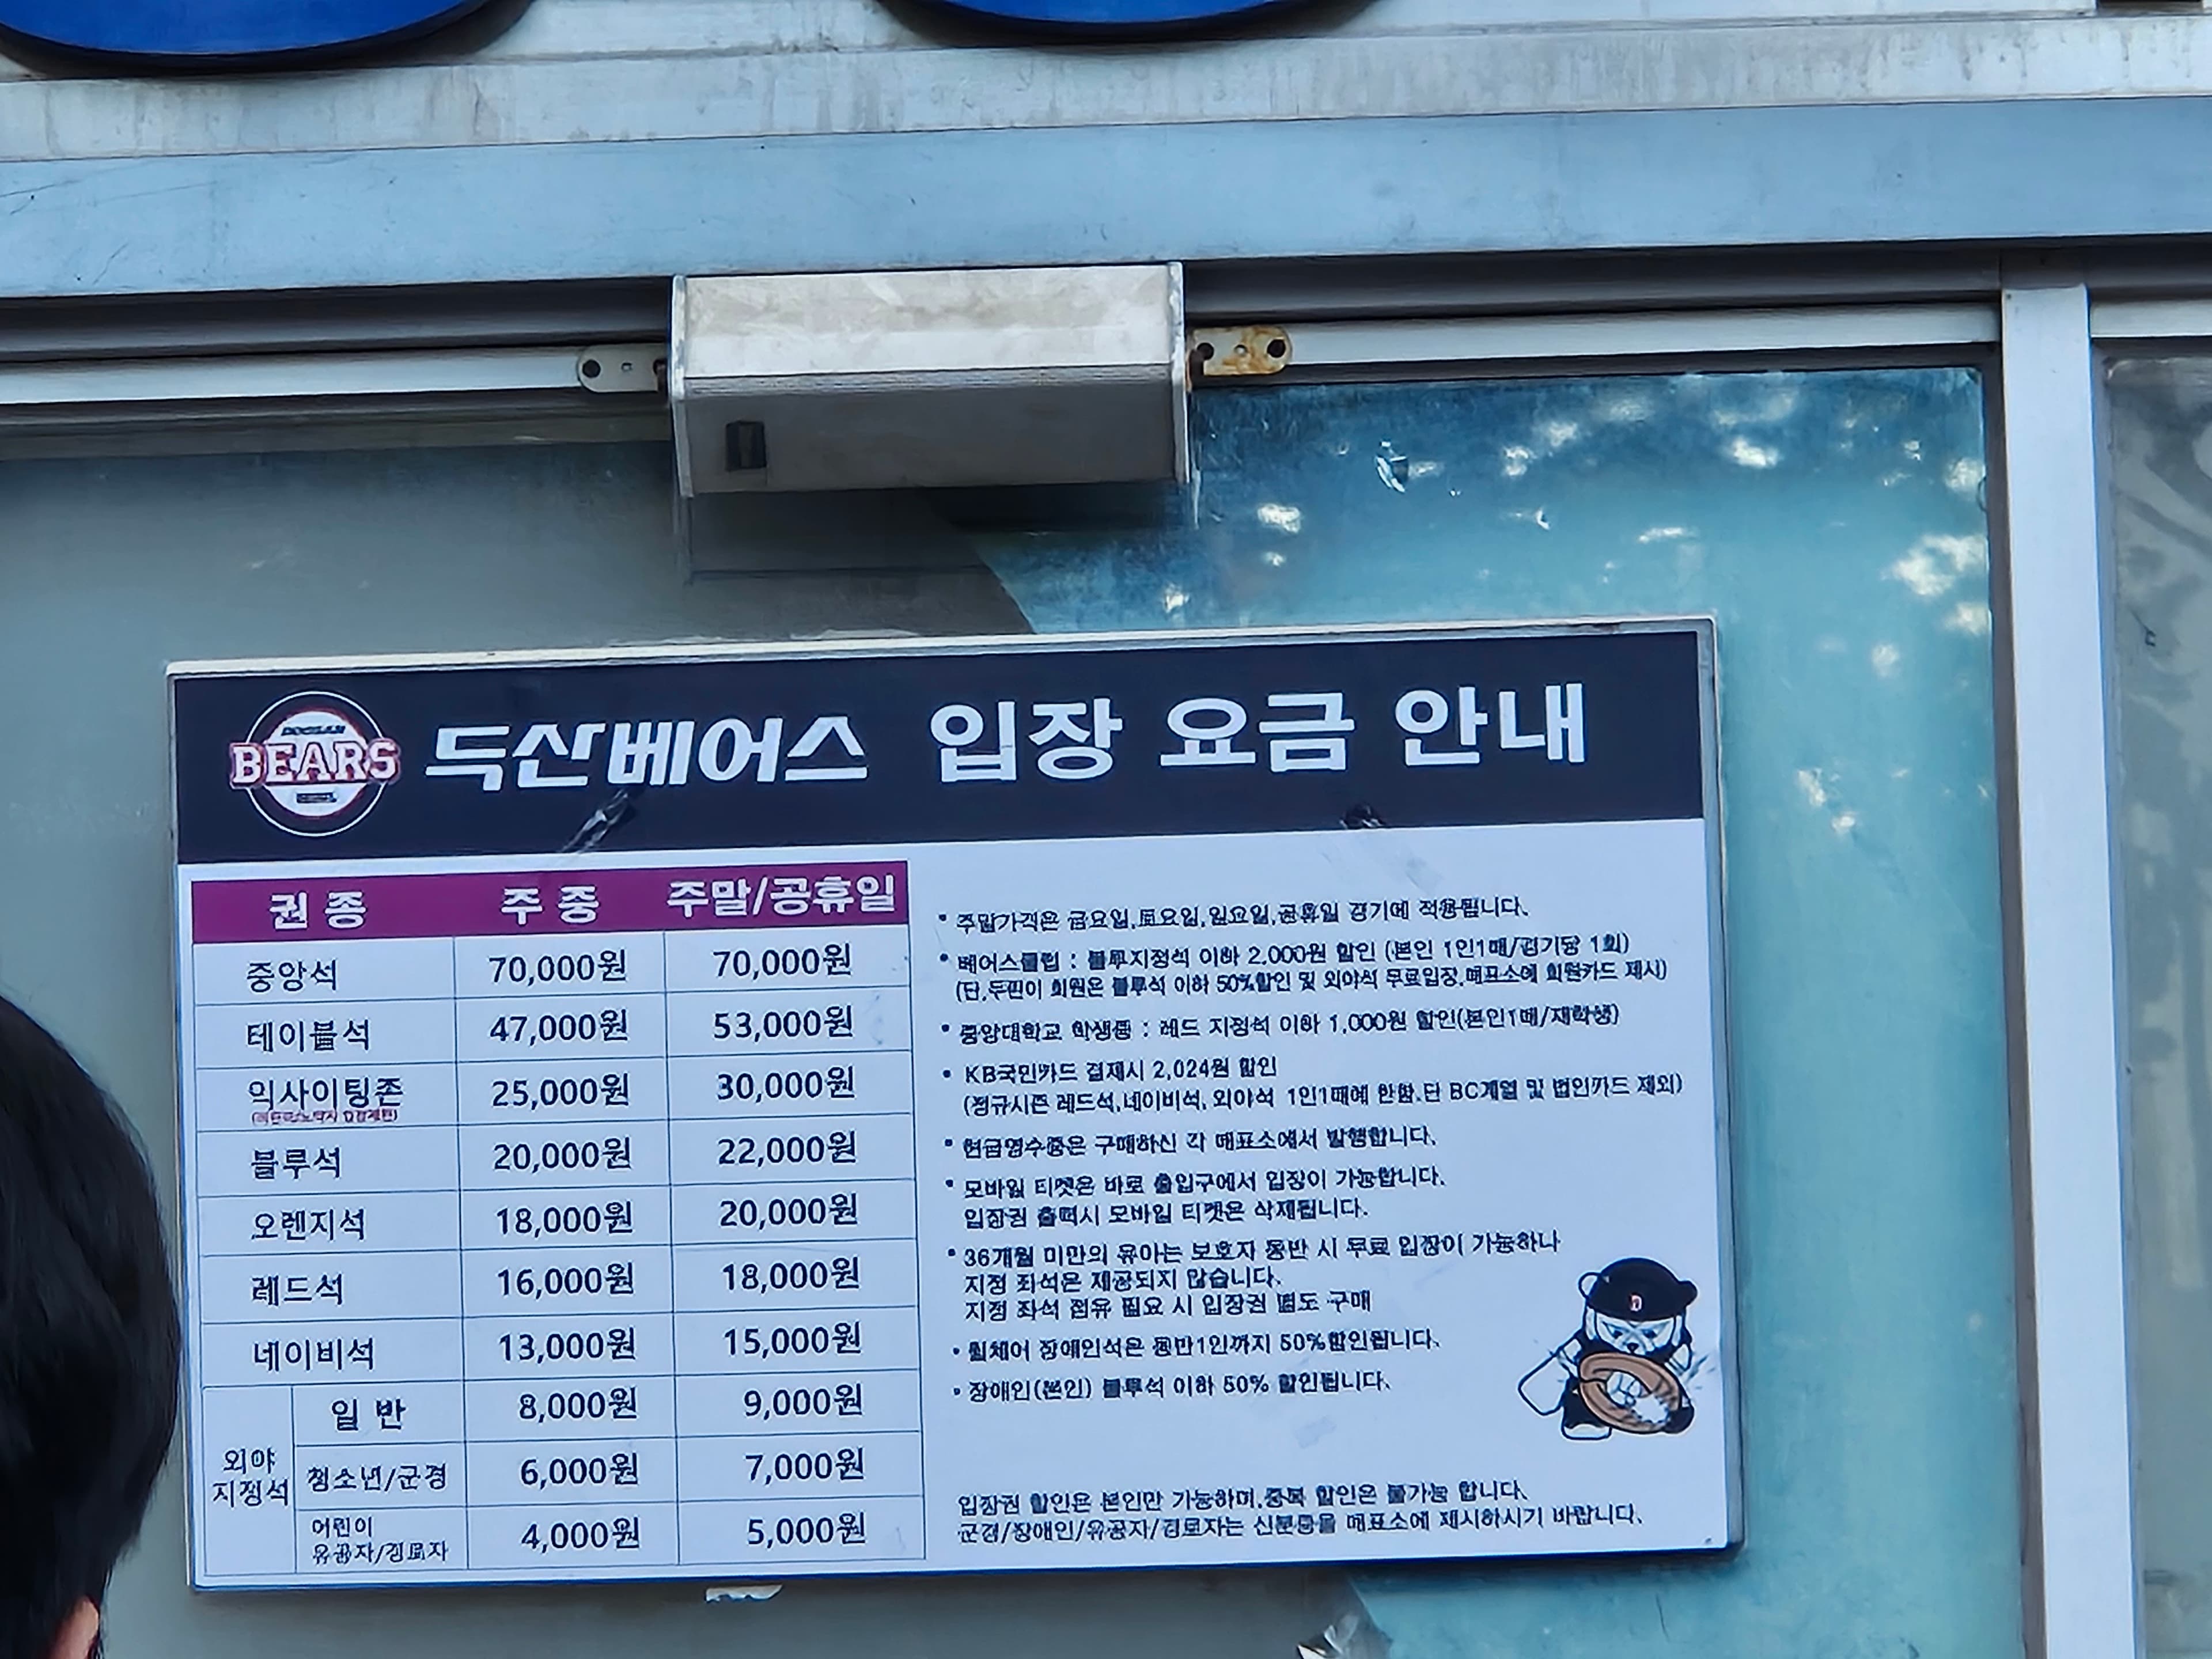 DOOSAN
BEARS
두산베어스 입장 요금 안내
권 종 주 중 주말/공휴일
중앙석 70,000원 70,000원
테이블석 47,000원 53,000원
익사이팅존 25,000원 30,000원
블루석 20,000원 22,000원
오렌지석 18,000원 20,000원
레드석 16,000원 18,000원
네이비석 13,000원 15,000원
외야
지정석
일 반 8,000원 9,000원
청소년/군경 6,000원 7,000원
어린이
유공자/경로자 4,000원 5,000원
• 주말가격은 금요일,토요일,일요일,공휴일 경기에 적용됩니다.
• 베어스클럽 : 블루지정석 이하 2,000원 할인 (본인 1인1매/경기당 1회)
(단,두린이 회원은 블루석 이하 50%할인 및 외야석 무료입장,매표소에 회원카드 제시)
• 중앙대학교 학생증 : 레드 지정석 이하 1,000원 할인(본인1매/재학생)
• KB국민카드 결제시 2,024원 할인
(정규시즌 레드석,네이비석, 외야석 1인1매에 한함.단 BC계열 및 법인카드 제외)
• 현금영수증은 구매하신 각 매표소에서 발행합니다.
• 모바일 티켓은 바로 출입구에서 입장이 가능합니다.
입장권 출력시 모바일 티켓은 삭제됩니다.
• 36개월 미만의 유아는 보호자 동반 시 무료 입장이 가능하나
지정 좌석은 제공되지 않습니다.
지정 좌석 점유 필요 시 입장권 별도 구매
• 휠체어 장애인석은 동반1인까지 50%할인됩니다.
• 장애인(본인) 블루석 이하 50% 할인됩니다.
입장권 할인은 본인만 가능하며,중복 할인은 불가능 합니다.
군경/장애인/유공자/경로자는 신분증을 매표소에 제시하시기 바랍니다.